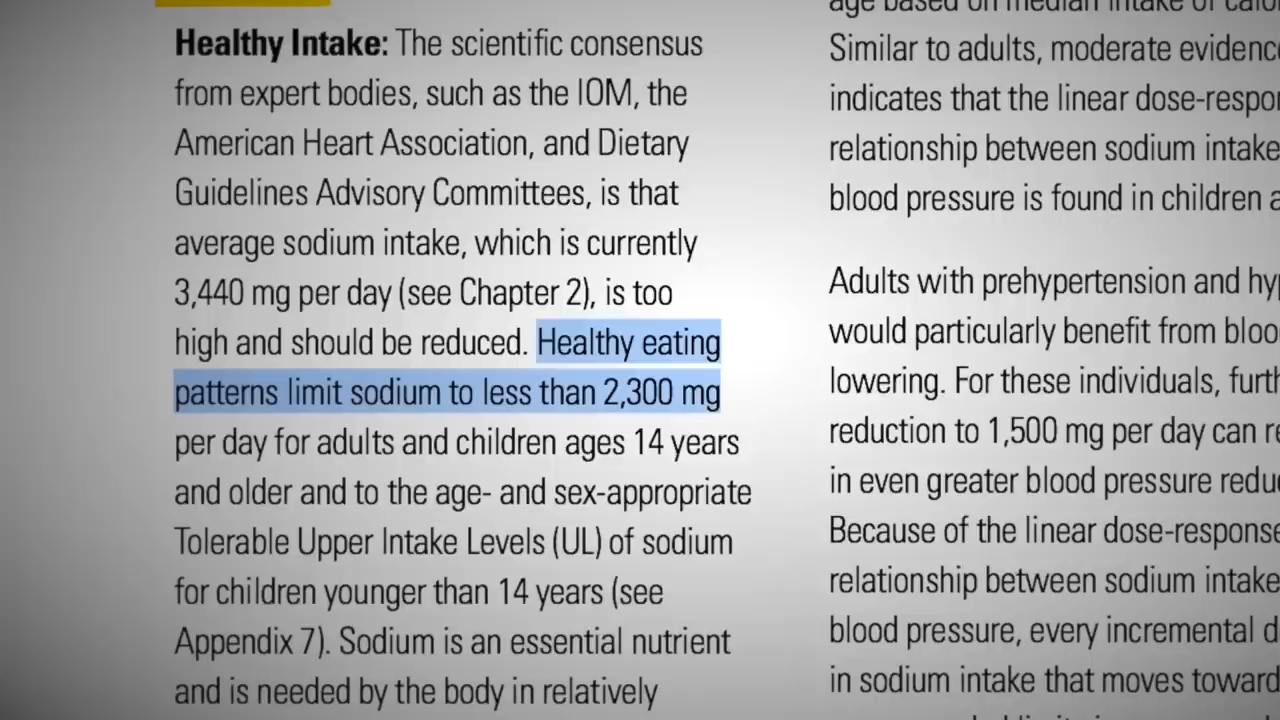 Healthy Intake: The scientific consensus
from expert bodies, such as the IOM, the
American Heart Association, and Dietary
Guidelines Advisory Committees, is that
average sodium intake, which is currently
3,440 mg per day (see Chapter 2), is too
high and should be reduced. Healthy eating
patterns limit sodium to less than 2,300 mg
per day for adults and children ages 14 years
and older and to the age- and sex-appropriate
Tolerable Upper Intake Levels (UL) of sodium
for children younger than 14 years (see
Appendix 7). Sodium is an essential nutrient
and is needed by the body in relatively
age based on median intake of
Similar to adults, moderate
indicates that the linear
relationship between sodium intake
blood pressure is found in children
Adults with prehypertension and
would particularly benefit from
lowering. For these individuals,
reduction to 1,500 mg per day can
in even greater blood pressure
Because of the linear dose-response
relationship between sodium intake
blood pressure, every incremental
in sodium intake that moves toward